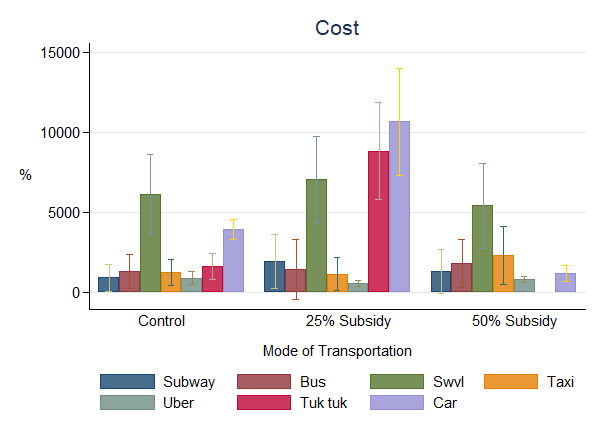 Cost
15000
10000
%
5000
0
Control 25% Subsidy 50% Subsidy
Mode of Transportation
Subway Bus Swvl Taxi
Uber Tuk tuk Car